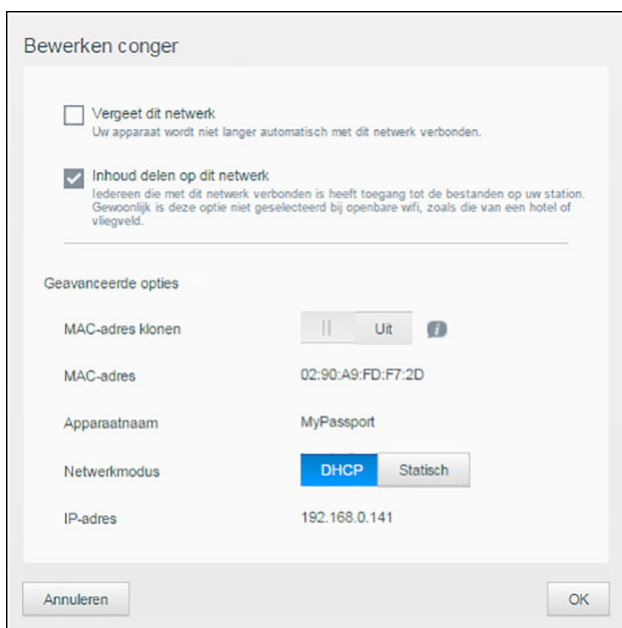 Bewerken conger
Vergeet dit netwerk
Uw apparaat wordt niet langer automatisch met dit netwerk verbonden.
Inhoud delen op dit netwerk
Iedereen die met dit netwerk verbonden is heeft toegang tot de bestanden op uw station.
Gewoonlijk is deze optie niet geselecteerd bij openbare wifi, zoals die van een hotel of
vliegveld.
Geavanceerde opties
MAC-adres klonen Uit
MAC-adres 02:90:A9:FD:F7:2D
Apparaatnaam MyPassport
Netwerkmodus DHCP Statisch
IP-adres 192.168.0.141
Annuleren OK